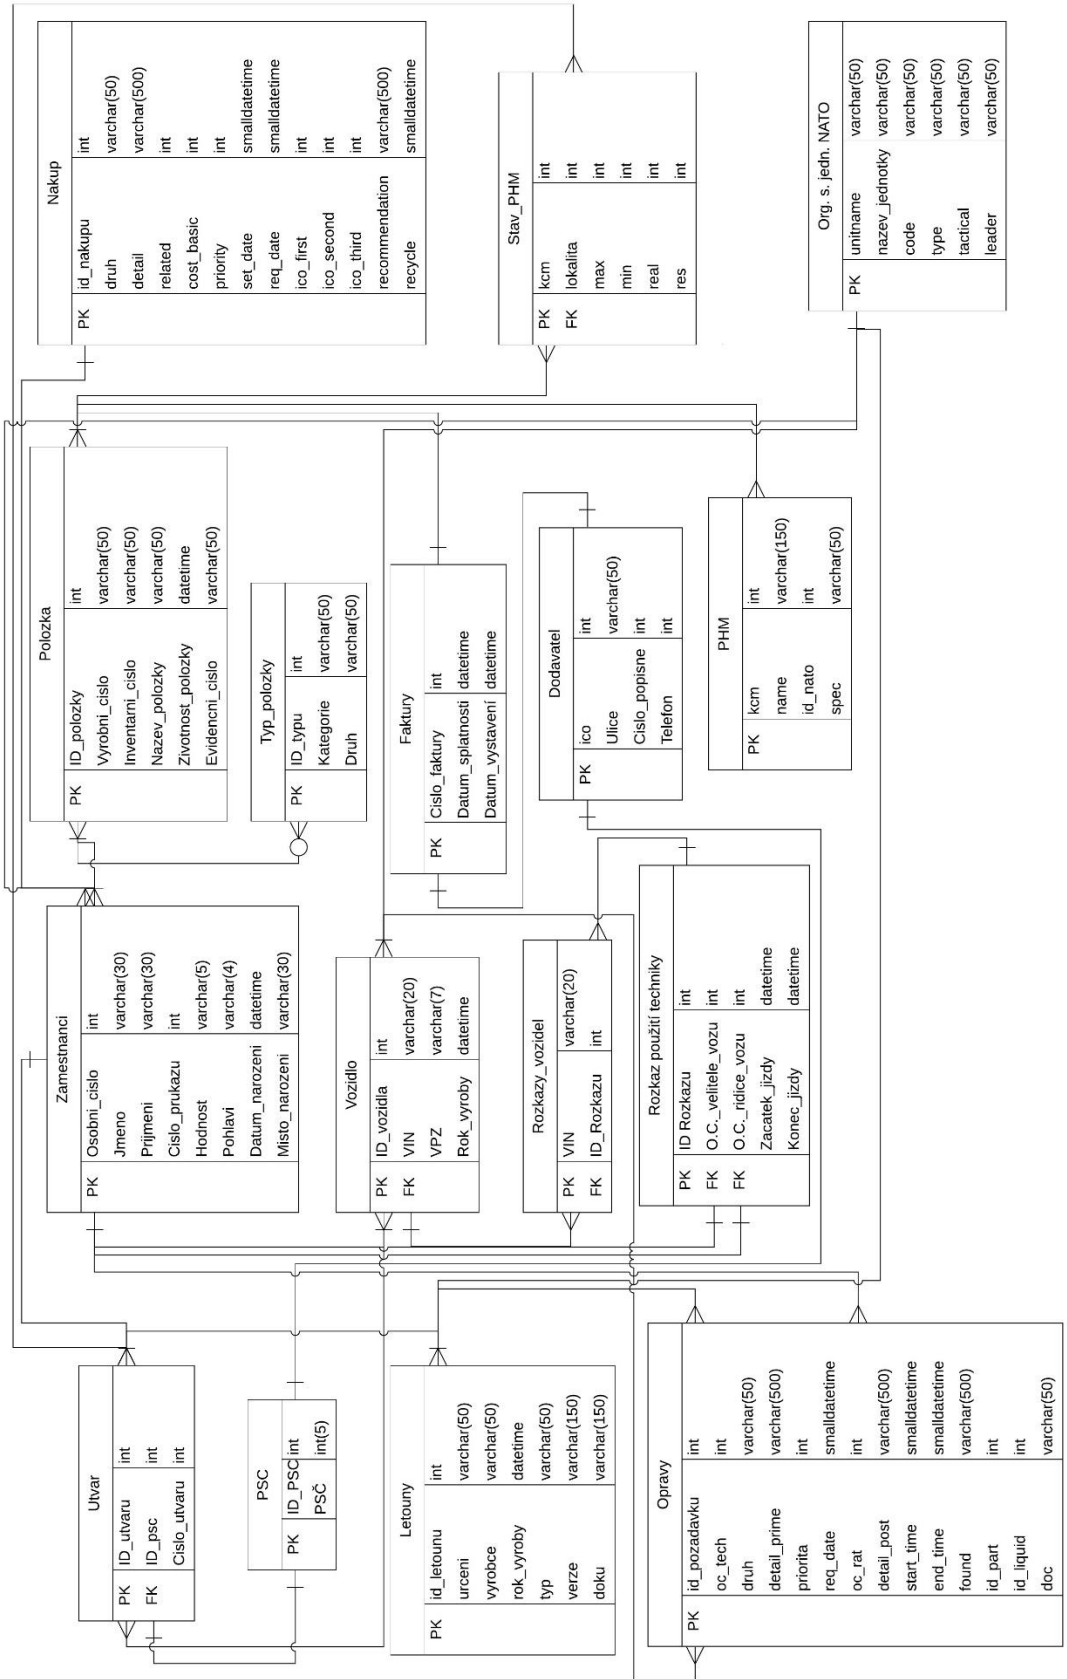 Utvar
PK ID_utvaru int
FK ID_psc int
Cislo_utvaru int
Zamestnanci
PK Osobni_cislo int
Jmeno varchar(30)
Prijmeni varchar(30)
Cislo_prukazu int
Hodnost varchar(5)
Pohlavi varchar(4)
Datum_narozeni datetime
Misto_narozeni varchar(30)
Polozka
PK ID_polozky int
Vyrobni_cislo varchar(50)
Inventarni_cislo varchar(50)
Nazev_polozky varchar(50)
Zivotnost_polozky datetime
Evidencni_cislo varchar(50)
Nakup
PK id_nakupu int
druh varchar(50)
detail varchar(500)
related int
cost_basic int
priority int
set_date smalldatetime
req_date smalldatetime
ico_first int
ico_second int
ico_third int
recommendation varchar(500)
recycle smalldatetime
PSC
PK ID_PSC int
PSČ int(5)
Typ_polozky
PK ID_typu int
Kategorie varchar(50)
Druh varchar(50)
Letouny
PK id_letounu int
urceni varchar(50)
vyrobce varchar(50)
rok_vyroby datetime
typ varchar(50)
verze varchar(150)
doku varchar(150)
Vozidlo
PK ID_vozidla int
FK VIN varchar(20)
VPZ varchar(7)
Rok_vyroby datetime
Faktury
PK Cislo_faktury int
Datum_splatnosti datetime
Datum_vystavení datetime
Stav_PHM
PK kcm int
FK lokalita int
max int
min int
real int
res int
Rozkazy_vozidel
PK VIN varchar(20)
FK ID_Rozkazu int
Dodavatel
PK ico int
Ulice varchar(50)
Cislo_popisne int
Telefon int
Opravy
PK id_pozadavku int
oc_tech int
druh varchar(50)
detail_prime varchar(500)
priorita int
req_date smalldatetime
oc_rat int
detail_post varchar(500)
start_time smalldatetime
end_time smalldatetime
found varchar(500)
id_part int
id_liquid int
doc varchar(50)
Rozkaz použití techniky
PK ID Rozkazu int
FK O.C._velitele_vozu int
FK O.C._ridice_vozu int
Zacatek_jizdy datetime
Konec_jizdy datetime
PHM
PK kcm int
name varchar(150)
id_nato int
spec varchar(50)
Org. s. jedn. NATO
PK unitname varchar(50)
nazev_jednotky varchar(50)
code varchar(50)
type varchar(50)
tactical varchar(50)
leader varchar(50)